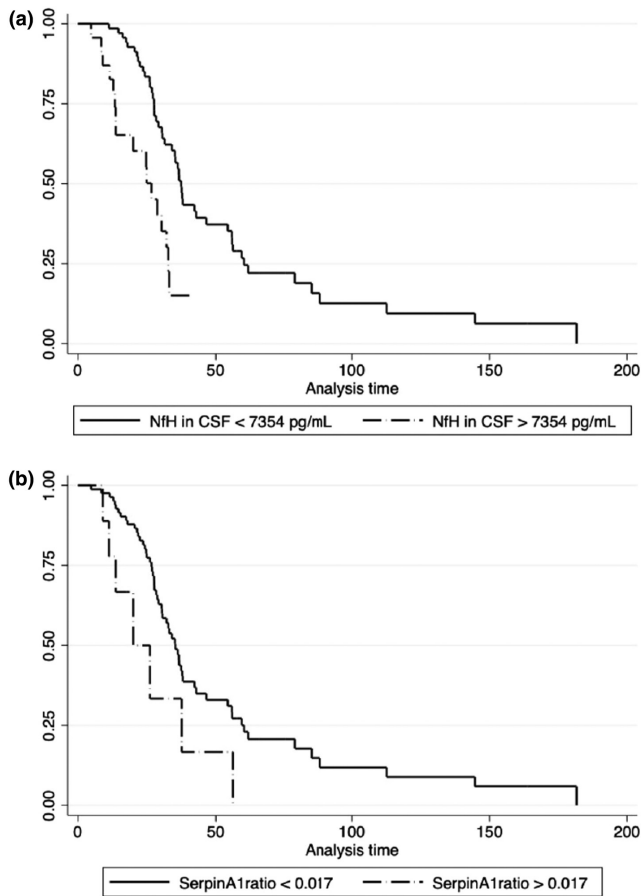 (a)
1.00
0.75
0.50
0.25
0.00
0 50 100 150 200
Analysis time
NfH in CSF < 7354 pg/mL NfH in CSF > 7354 pg/mL
(b)
1.00
0.75
0.50
0.25
0.00
0 50 100 150 200
Analysis time
SerpinA1ratio < 0.017 SerpinA1ratio > 0.017